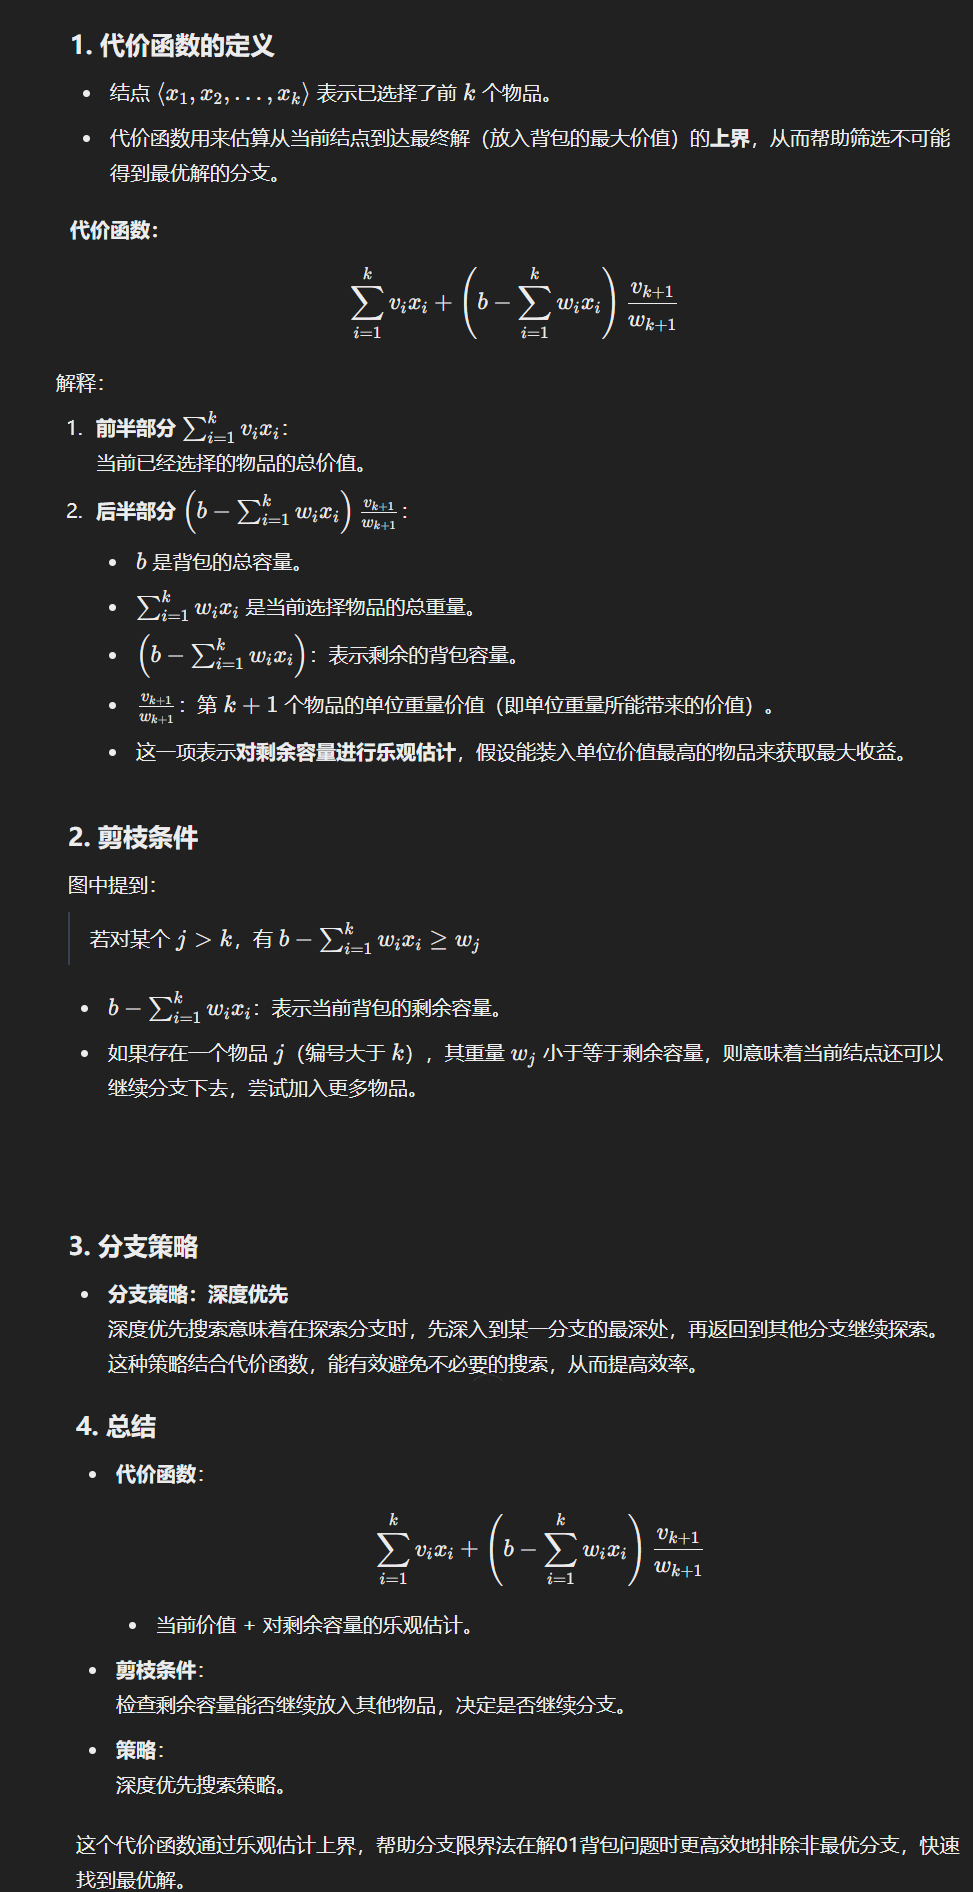 1. 代价函数的定义
• 结点 ⟨x₁, x₂, …, xₖ⟩ 表示已选择了前 k 个物品。
• 代价函数用来估算从当前结点到达最终解（放入背包的最大价值）的上界，从而帮助筛选不可能
得到最优解的分支。
代价函数：
$$\sum_{i=1}^{k} v_i x_i + \left(b - \sum_{i=1}^{k} w_i x_i\right) \frac{v_{k+1}}{w_{k+1}}$$
解释：
1. 前半部分 $\sum_{i=1}^{k} v_i x_i$：
当前已经选择的物品的总价值。
2. 后半部分 $\left(b - \sum_{i=1}^{k} w_i x_i\right) \frac{v_{k+1}}{w_{k+1}}$：
• b 是背包的总容量。
• $\sum_{i=1}^{k} w_i x_i$ 是当前选择物品的总重量。
• $\left(b - \sum_{i=1}^{k} w_i x_i\right)$：表示剩余的背包容量。
• $\frac{v_{k+1}}{w_{k+1}}$：第 k + 1 个物品的单位重量价值（即单位重量所能带来的价值）。
• 这一项表示对剩余容量进行乐观估计，假设能装入单位价值最高的物品来获取最大收益。
2. 剪枝条件
图中提到：
若对某个 j > k，有 $b - \sum_{i=1}^{k} w_i x_i \geq w_j$
• $b - \sum_{i=1}^{k} w_i x_i$：表示当前背包的剩余容量。
• 如果存在一个物品 j（编号大于 k），其重量 $w_j$ 小于等于剩余容量，则意味着当前结点还可以
继续分支下去，尝试加入更多物品。
3. 分支策略
• 分支策略：深度优先
深度优先搜索意味着在探索分支时，先深入到某一分支的最深处，再返回到其他分支继续探索。
这种策略结合代价函数，能有效避免不必要的搜索，从而提高效率。
4. 总结
• 代价函数：
$$\sum_{i=1}^{k} v_i x_i + \left(b - \sum_{i=1}^{k} w_i x_i\right) \frac{v_{k+1}}{w_{k+1}}$$
• 当前价值 + 对剩余容量的乐观估计。
• 剪枝条件：
检查剩余容量能否继续放入其他物品，决定是否继续分支。
• 策略：
深度优先搜索策略。
这个代价函数通过乐观估计上界，帮助分支限界法在解01背包问题时更高效地排除非最优分支，快速
找到最优解。